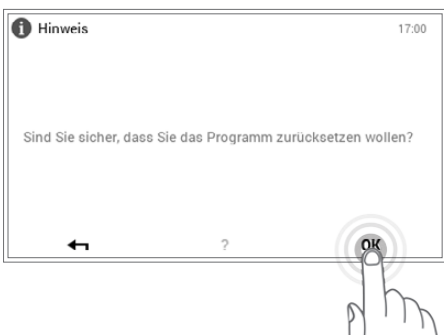 i Hinweis 17:00
Sind Sie sicher, dass Sie das Programm zurücksetzen wollen?
? OK